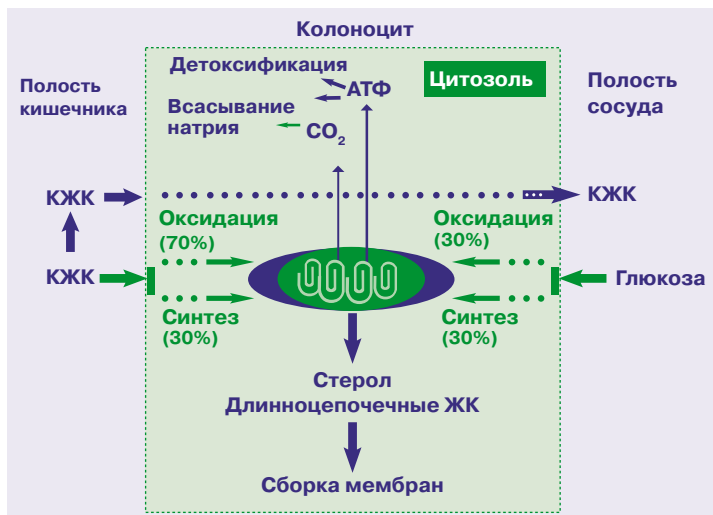 Колоноцит
Детоксификация
АТФ
Цитозоль
Полость
кишечника
Полость
сосуда
Всасывание
натрия
CO2
КЖК
КЖК
Оксидация
(70%)
Оксидация
(30%)
КЖК
Глюкоза
Синтез
(30%)
Синтез
(30%)
Стерол
Длинноцепочечные ЖК
Сборка мембран